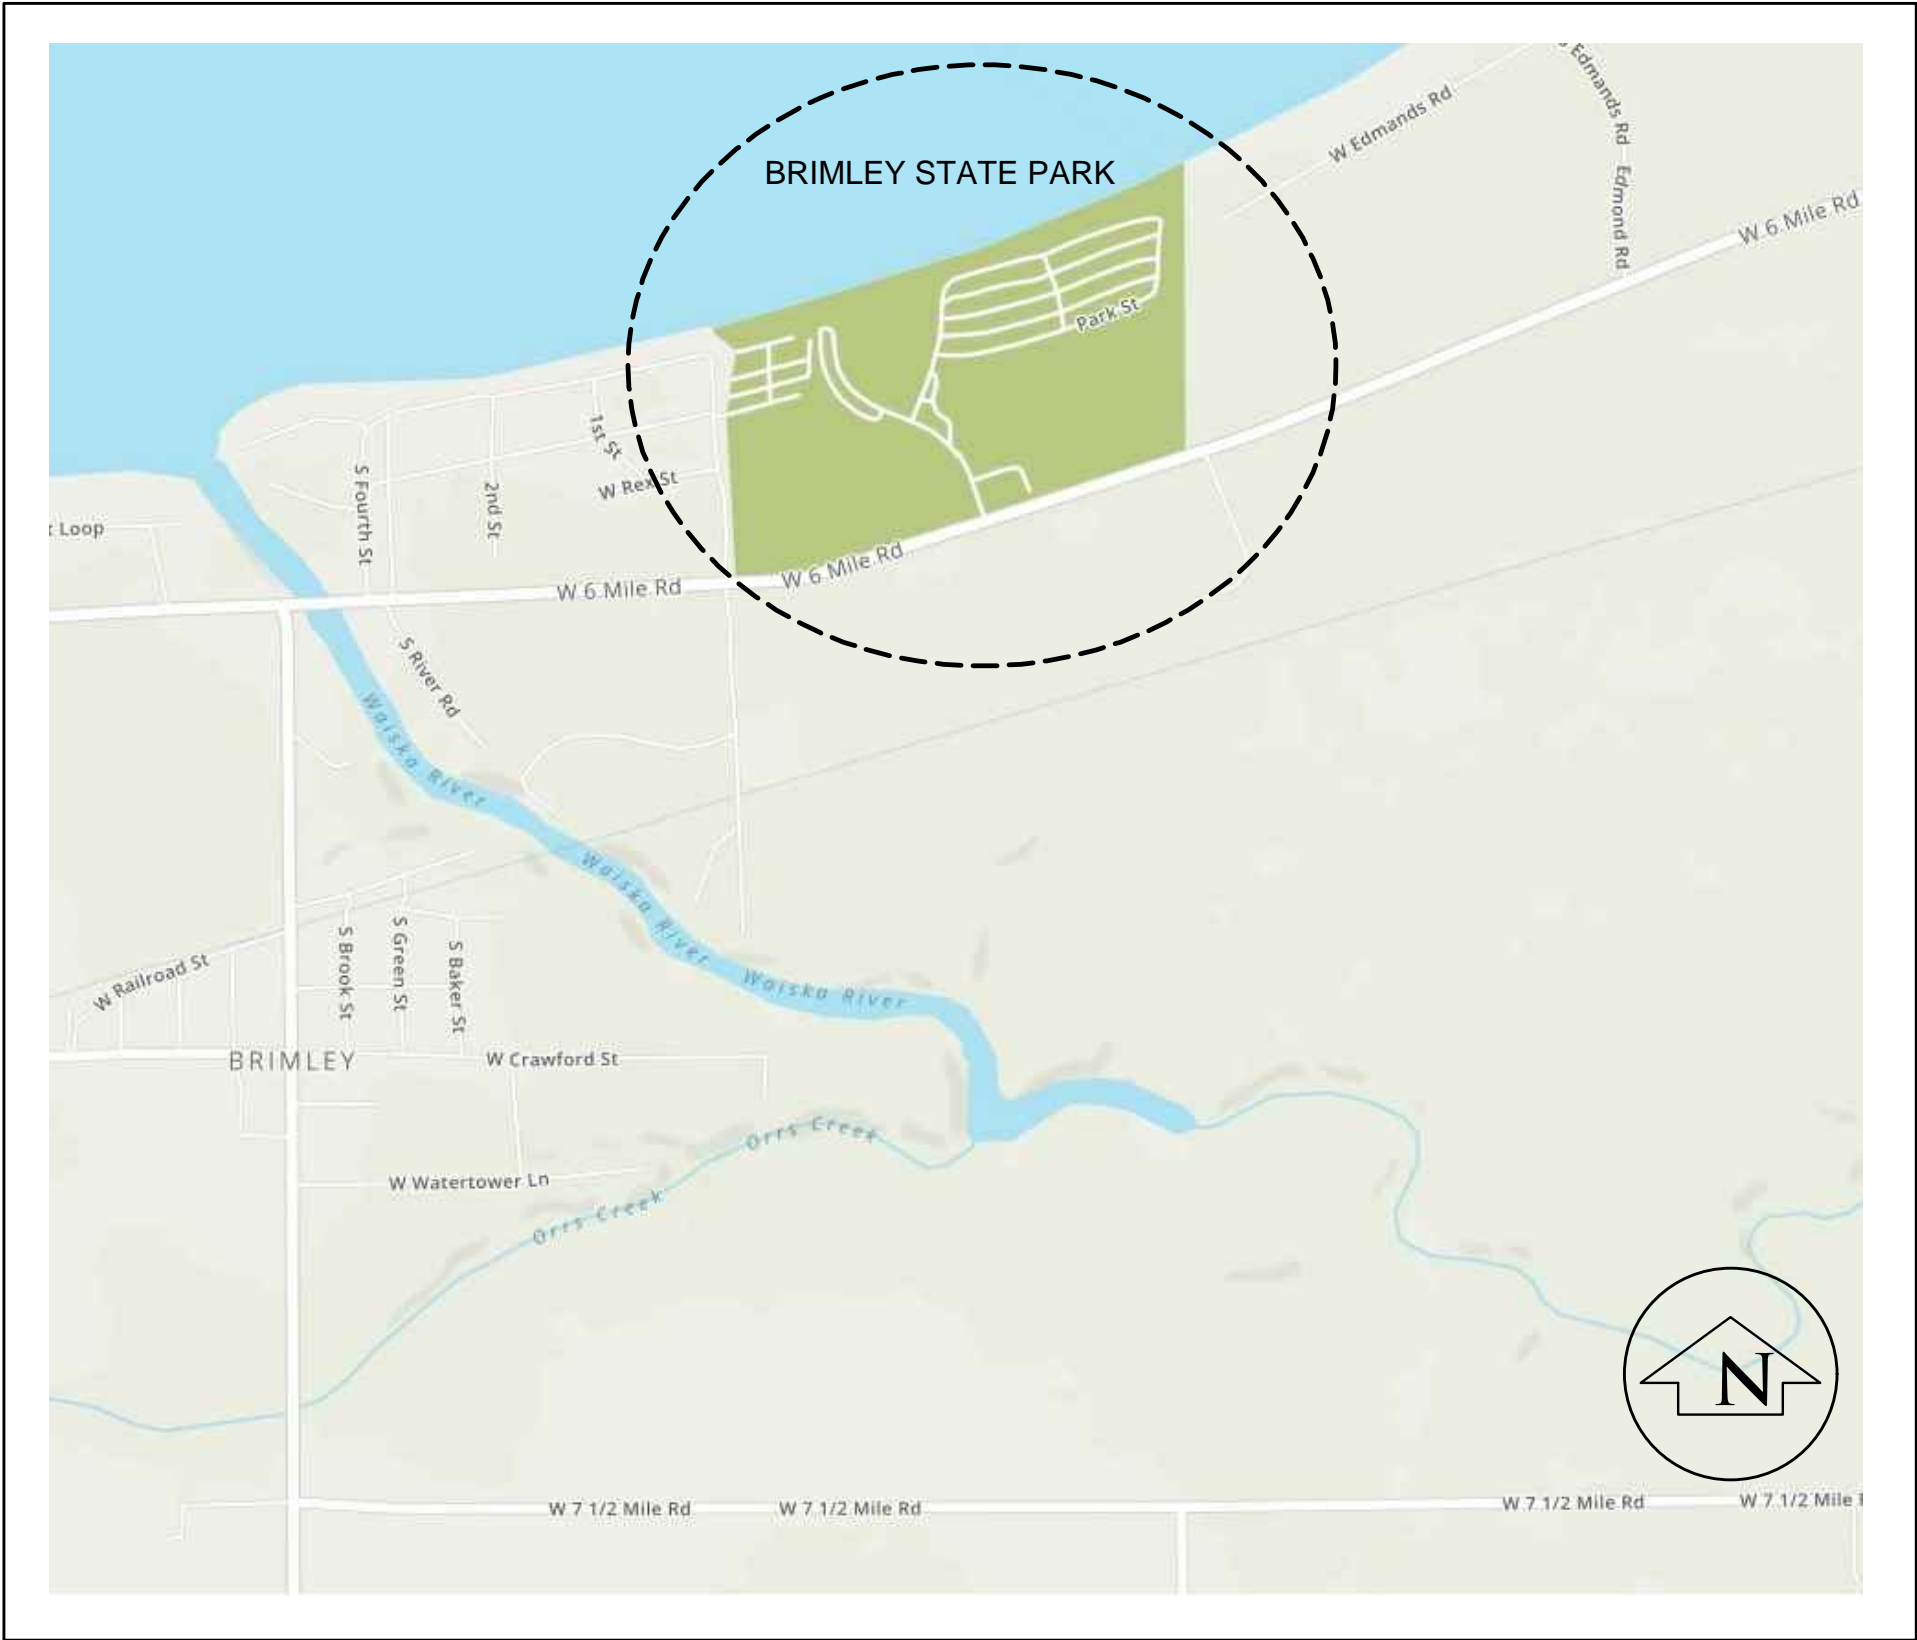 S Edmands Rd
W Edmands Rd
BRIMLEY STATE PARK
Edmond Rd
W 6 Mile Rd
Park St
1st St
W Rex St
S Fourth St
2nd St
t Loop
W 6 Mile Rd
W 6 Mile Rd
S River Rd
Waiska River
Waiska River
Waiska River
S Brook St
S Green St
S Baker St
W Railroad St
BRIMLEY
W Crawford St
Orrs Creek
W Watertower Ln
Orrs Creek
N
W 7 1/2 Mile Rd
W 7 1/2 Mile Rd
W 7 1/2 Mile Rd
W 7 1/2 Mile